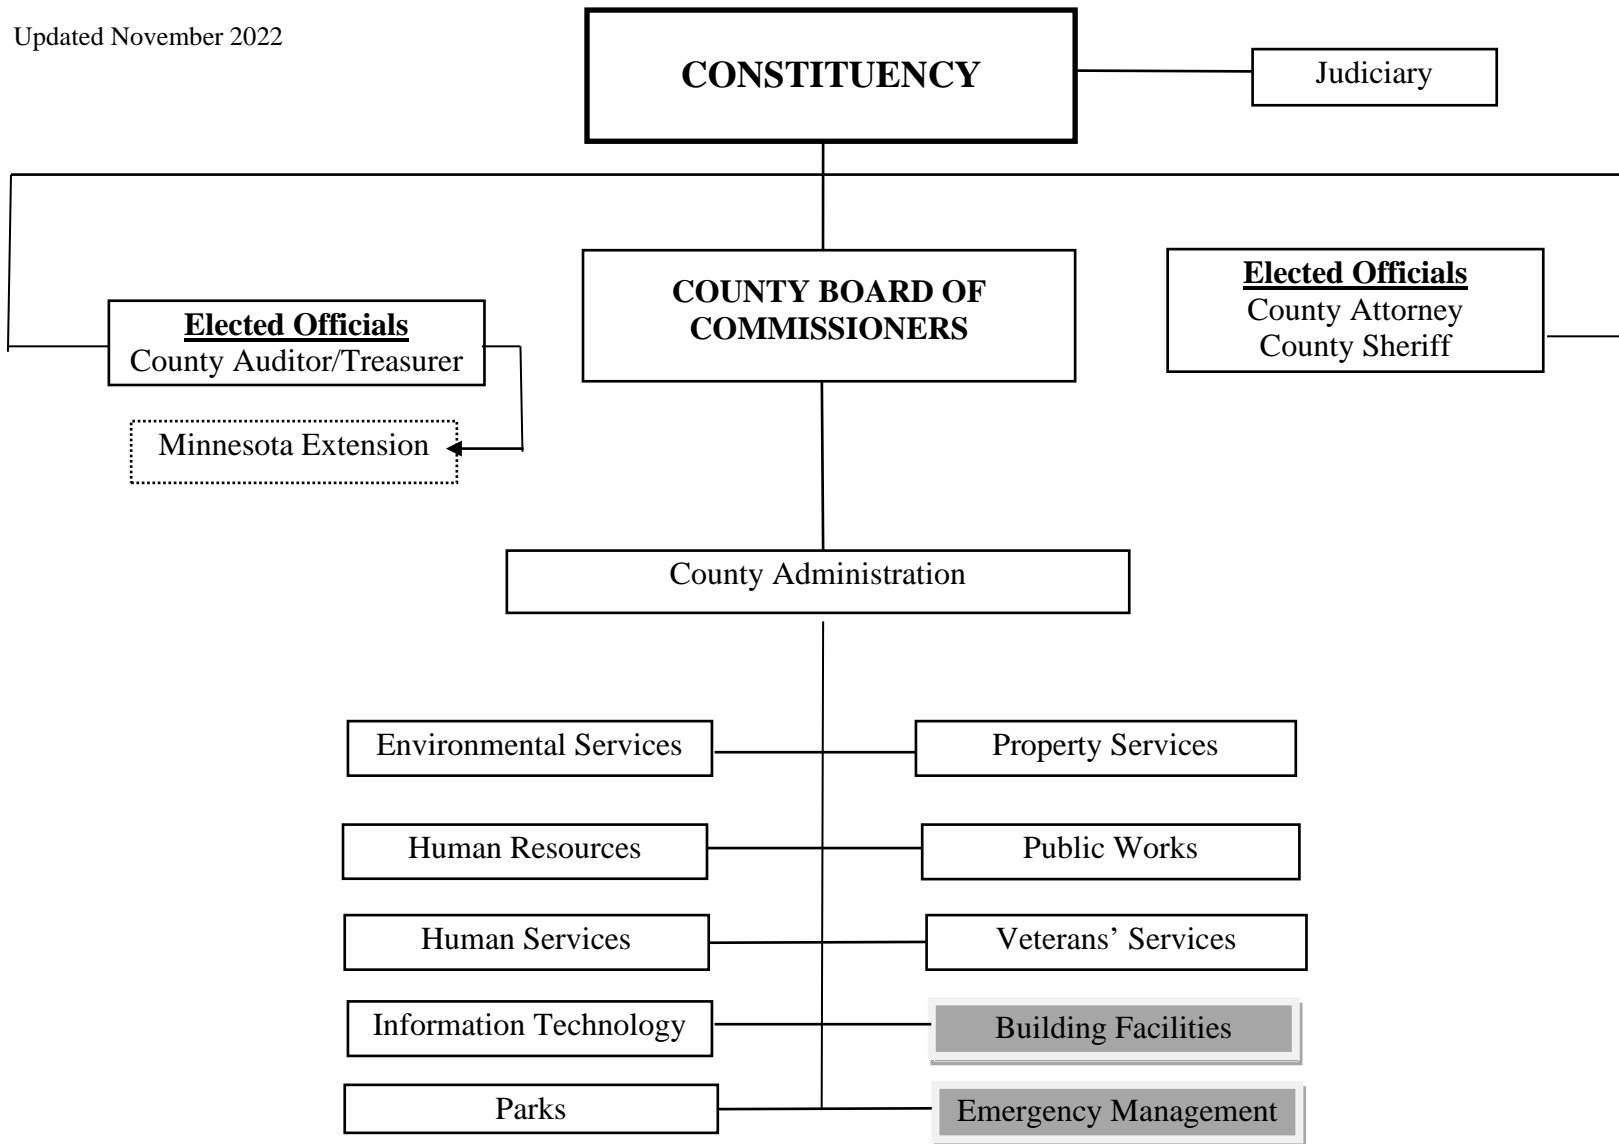 Updated November 2022
CONSTITUENCY
Judiciary
Elected Officials
County Auditor/Treasurer
Minnesota Extension
COUNTY BOARD OF
COMMISSIONERS
Elected Officials
County Attorney
County Sheriff
County Administration
Environmental Services
Property Services
Human Resources
Public Works
Human Services
Veterans’ Services
Information Technology
Building Facilities
Parks
Emergency Management